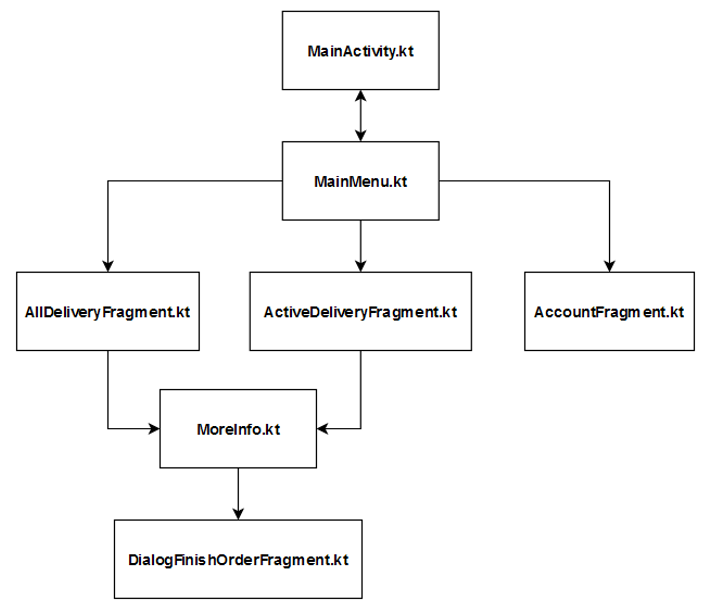 MainActivity.kt
MainMenu.kt
AllDeliveryFragment.kt
ActiveDeliveryFragment.kt
AccountFragment.kt
MoreInfo.kt
DialogFinishOrderFragment.kt